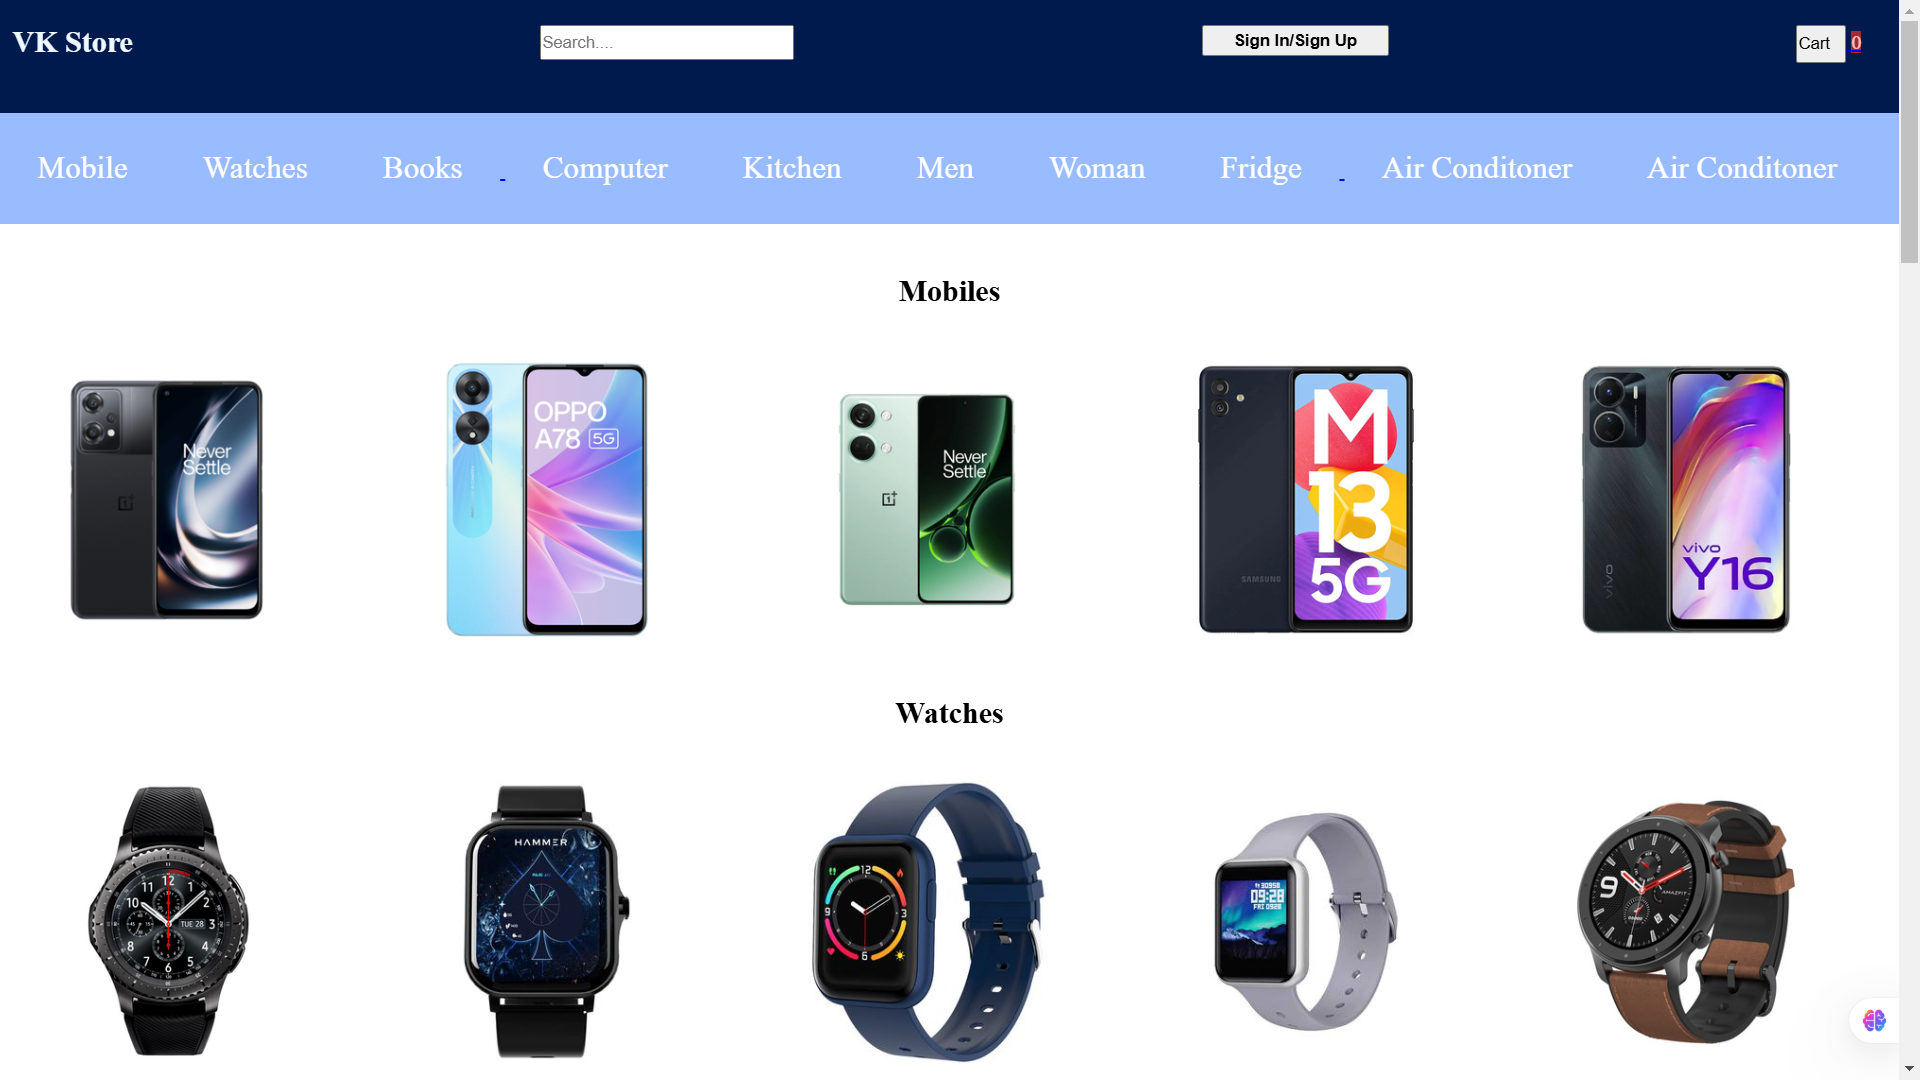 VK Store
Search....
Sign In/Sign Up
Cart 0
Mobile Watches Books Computer Kitchen Men Woman Fridge Air Conditoner Air Conditoner
Mobiles
Never
Settle
OPPO
A78 5G
Never
Settle
SAMSUNG
M
13
5G
vivo
vivo
Y16
Watches
11 12 1
10 2
TUE 28 3
8 4
7 6 5
HAMMER
12
9 3
6
30958
09:28
FRI 0928
9
AMAZFIT